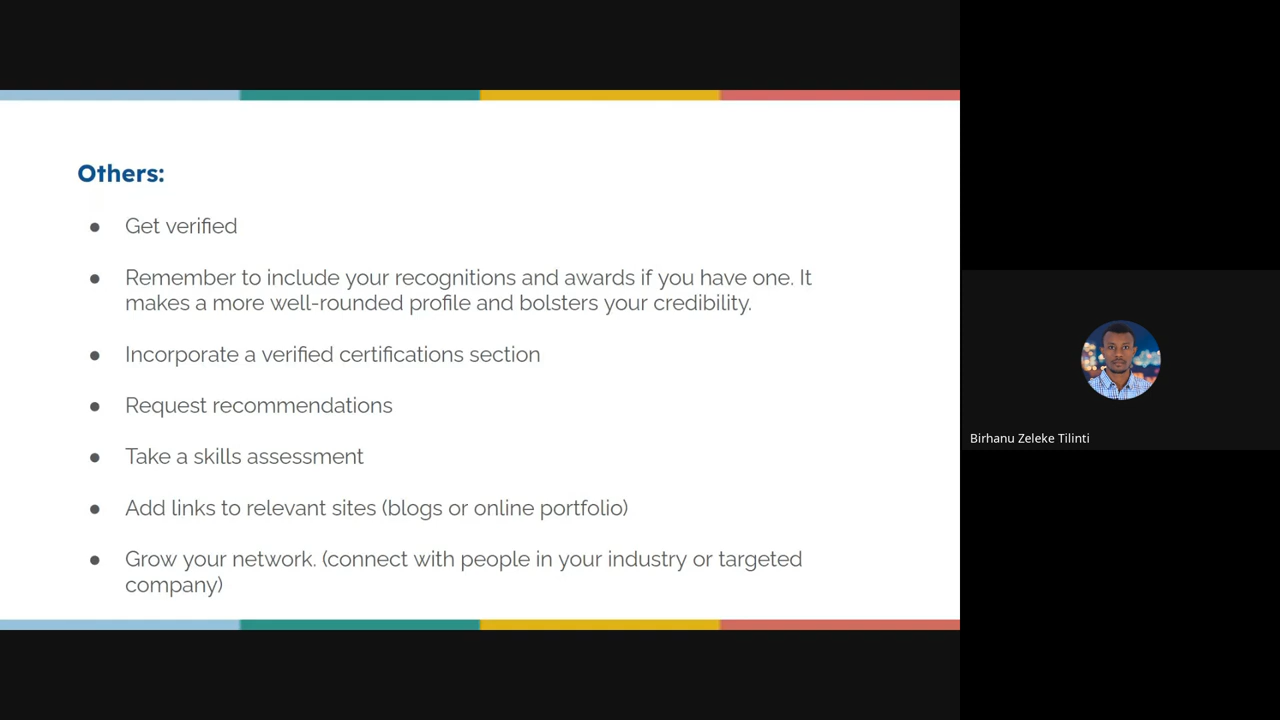 Others:
● Get verified
● Remember to include your recognitions and awards if you have one. It
makes a more well-rounded profile and bolsters your credibility.
● Incorporate a verified certifications section
● Request recommendations
● Take a skills assessment
● Add links to relevant sites (blogs or online portfolio)
● Grow your network. (connect with people in your industry or targeted
company)
Birhanu Zeleke Tilinti